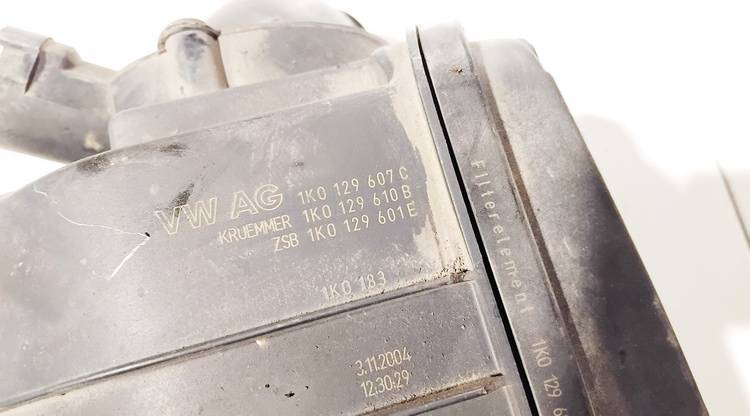 VW AG 1K0 129 607 C
KRUEMMER 1K0 129 610 B
ZSB 1K0 129 601 E
1K0 183
3.11.2004
12:30:29
Filterelement 1K0 129